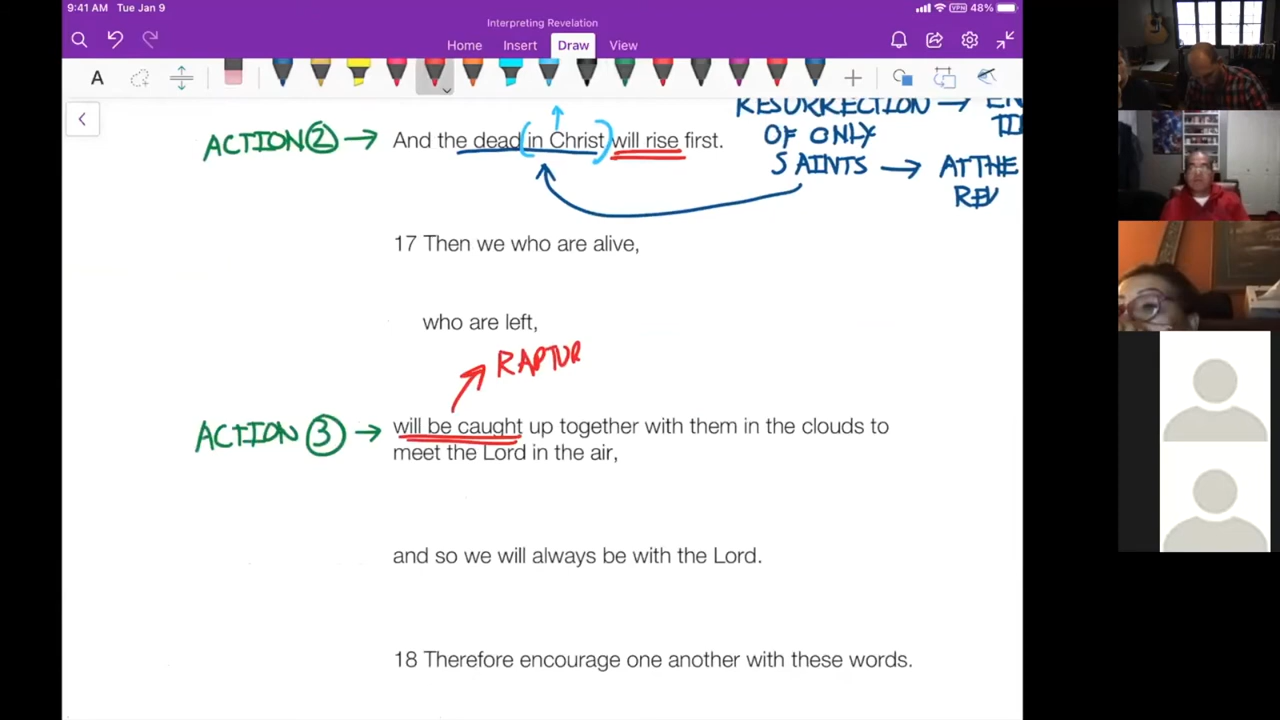 9:41 AM Tue Jan 9
VPN 48%
Interpreting Revelation
Home Insert Draw View
A
RESURRECTION → EN
OF ONLY TI
SAINTS → AT THE
REV
ACTION ② → And the dead (in Christ) will rise first.
17 Then we who are alive,
who are left,
RAPTUR
ACTION ③ → will be caught up together with them in the clouds to
meet the Lord in the air,
and so we will always be with the Lord.
18 Therefore encourage one another with these words.